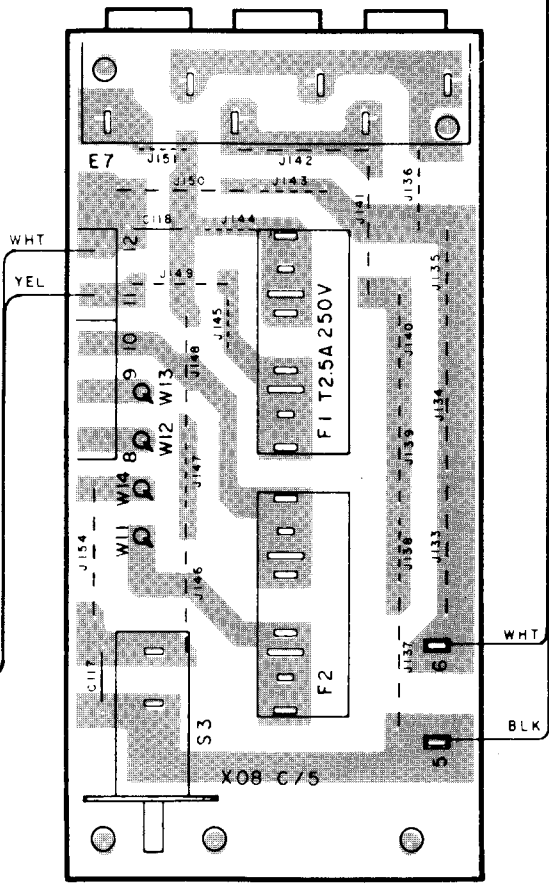 E7
J151
J142
J150
J143
J136
J141
C118
J144
WHT
12
J149
J135
YEL
11
J145
J140
10
J148
F1 T2.5A 250V
9
W13
J134
8
W12
J139
J147
W14
W11
J154
J133
J138
J146
WHT
6
J137
C117
F2
S3
BLK
5
X08 C/5